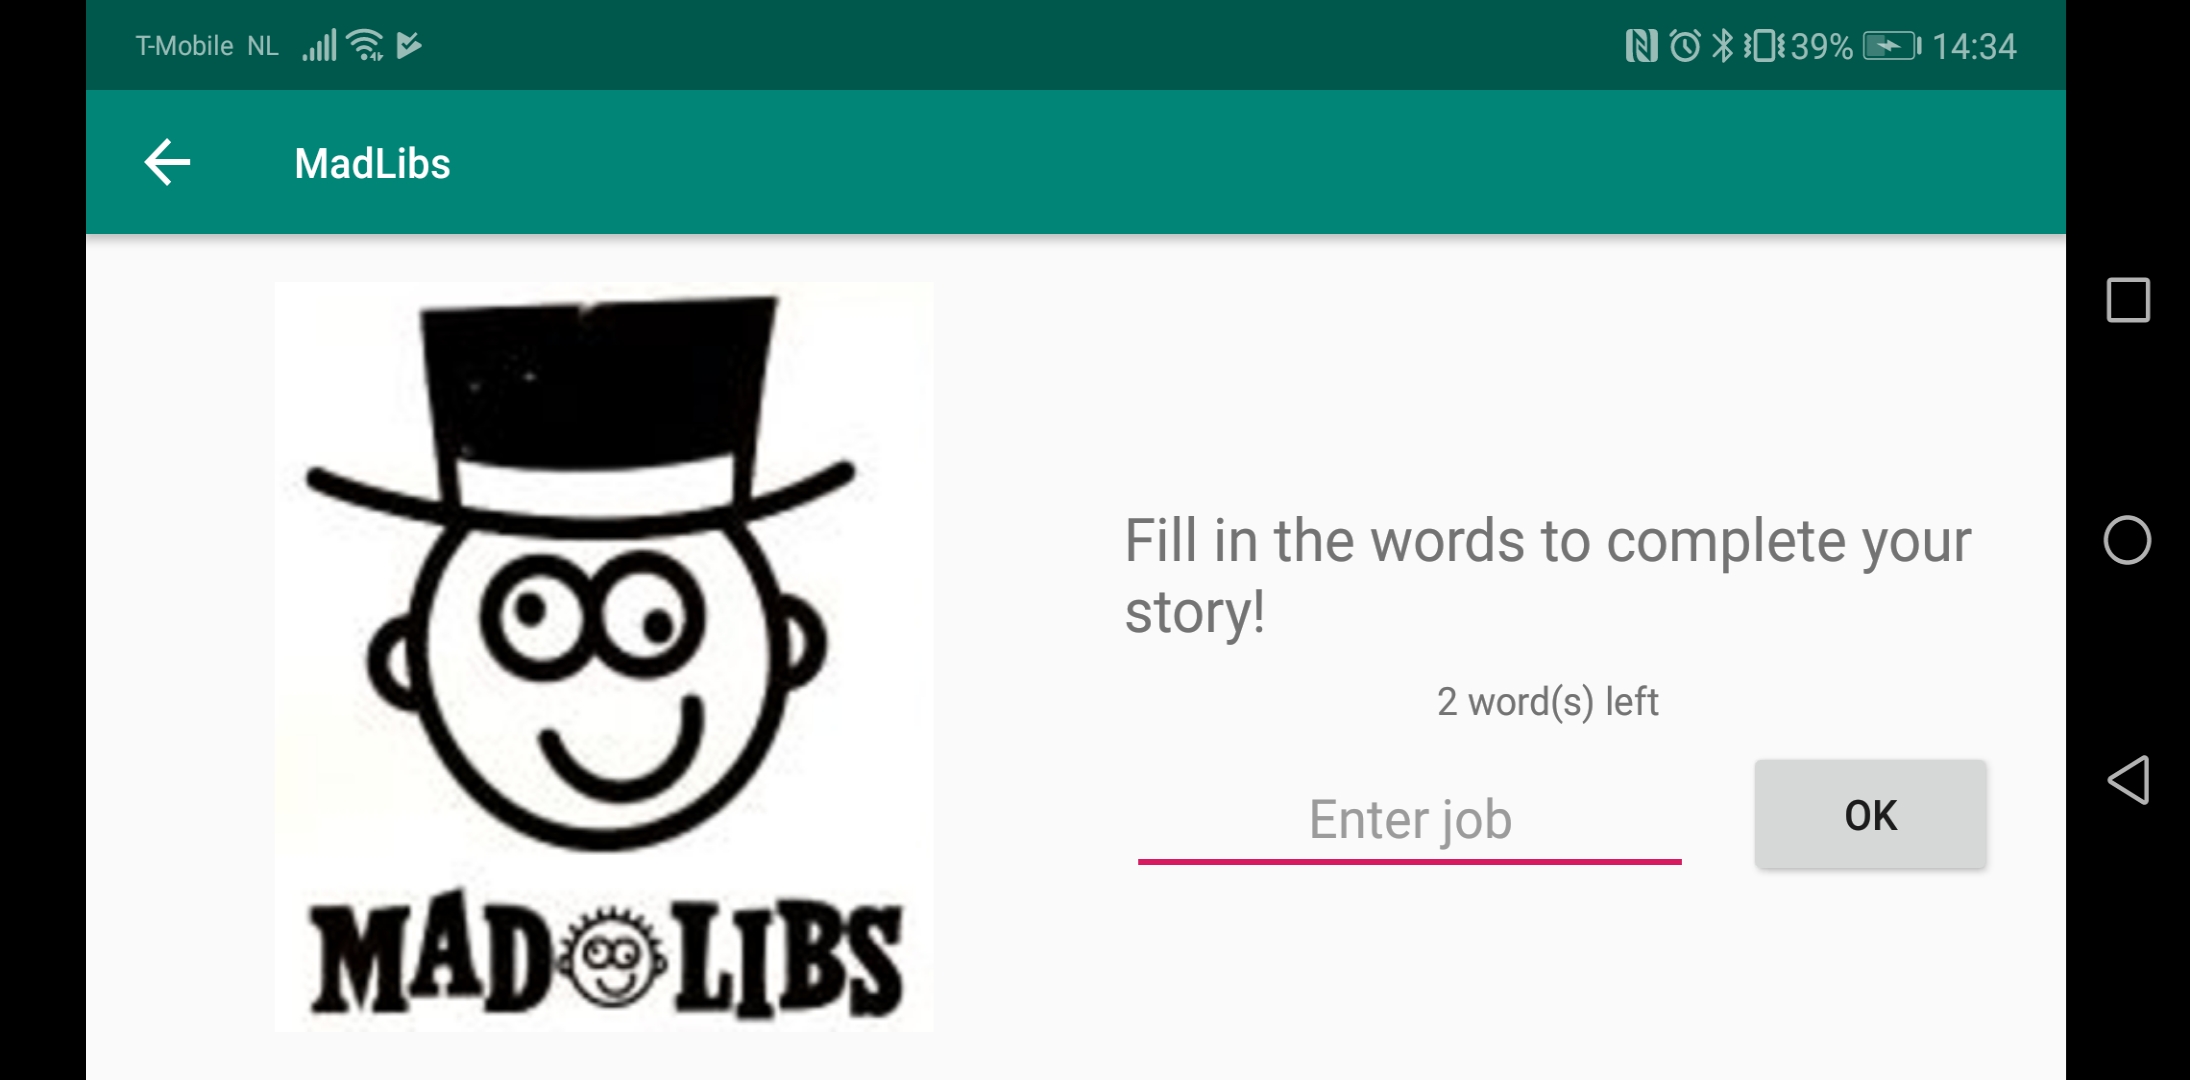 T-Mobile NL
39% 14:34
MadLibs
Fill in the words to complete your
story!
2 word(s) left
Enter job
OK
MAD LIBS